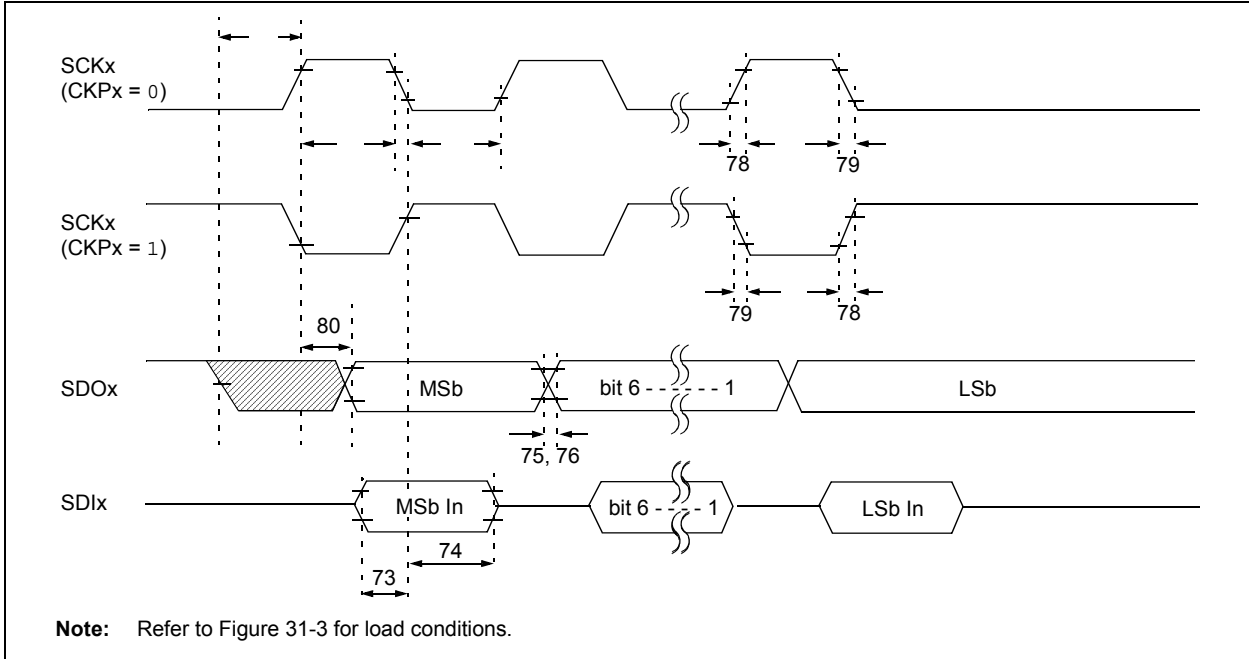 SCKx
(CKPx = 0)
78
79
SCKx
(CKPx = 1)
79
78
80
SDOx
MSb
bit 6 - - - - - - 1
LSb
75, 76
SDIx
MSb In
bit 6 - - - - - 1
LSb In
74
73
Note: Refer to Figure 31-3 for load conditions.